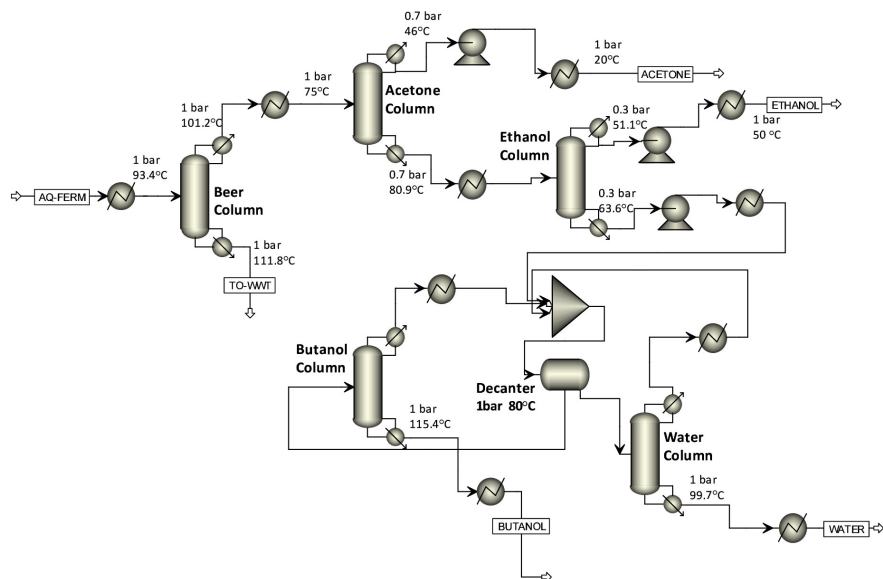 0.7 bar
46°C
1 bar
20°C
ACETONE
1 bar
75°C
Acetone
Column
0.7 bar
80.9°C
1 bar
101.2°C
1 bar
93.4°C
AQ-FERM
Beer
Column
1 bar
111.8°C
TO-WWT
Ethanol
Column
0.3 bar
51.1°C
ETHANOL
1 bar
50 °C
0.3 bar
63.6°C
Butanol
Column
1 bar
115.4°C
BUTANOL
Decanter
1bar 80°C
Water
Column
1 bar
99.7°C
WATER